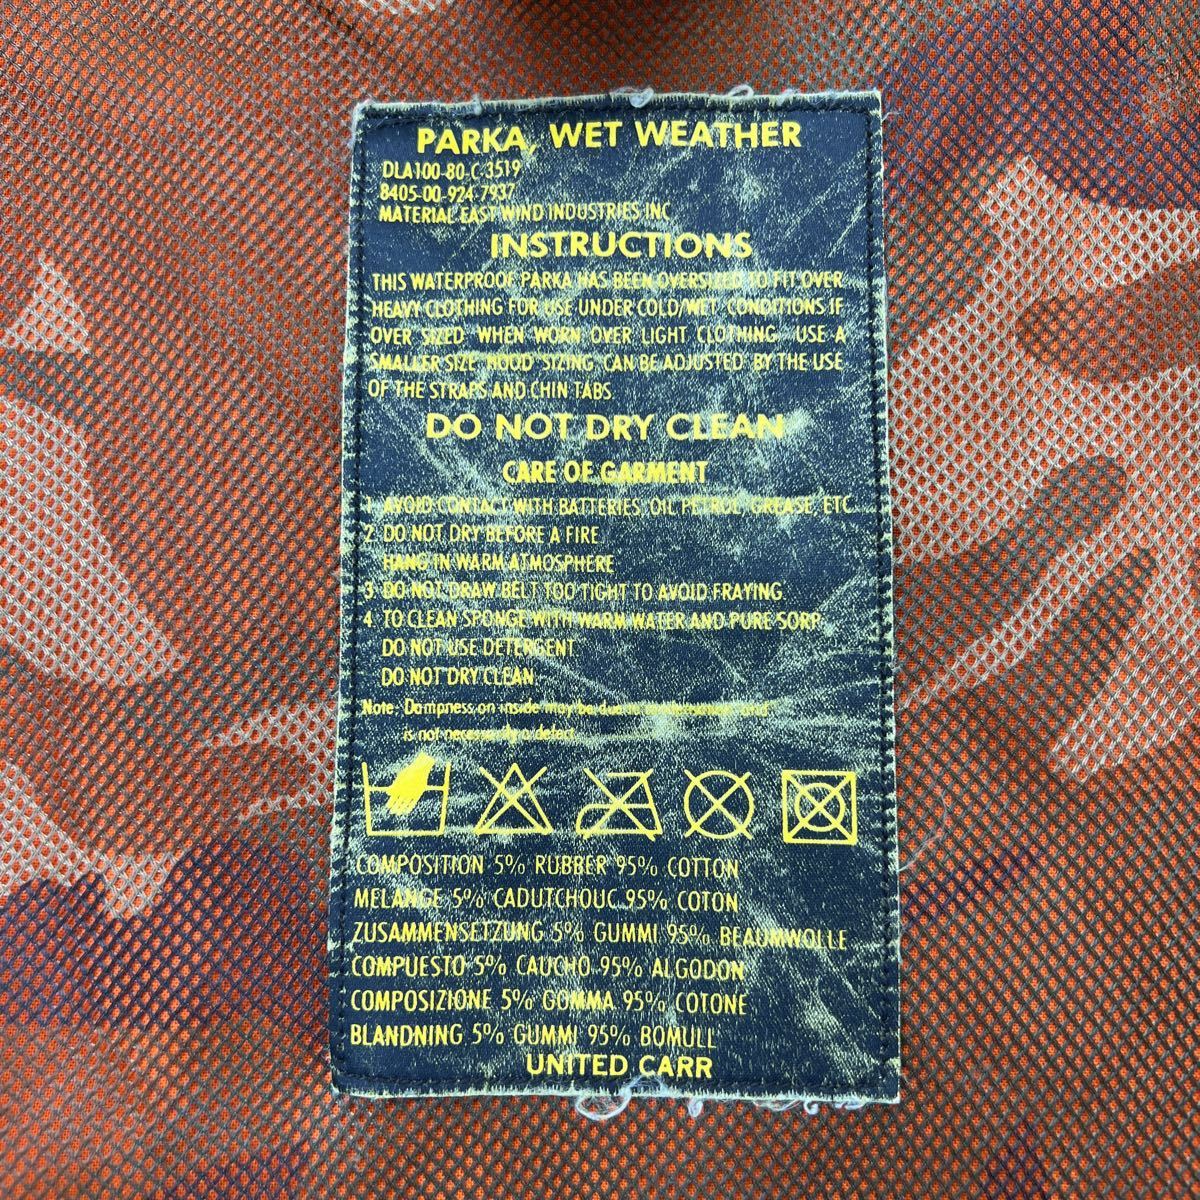 PARKA, WET WEATHER
DLA100-80-C-3519
8405-00-924-7937
MATERIAL EAST WIND INDUSTRIES INC
INSTRUCTIONS
THIS WATERPROOF PARKA HAS BEEN OVERSIZED TO FIT OVER
HEAVY CLOTHING FOR USE UNDER COLD/WET CONDITIONS IF
OVER SIZED WHEN WORN OVER LIGHT CLOTHING USE A
SMALLER SIZE "HOOD" SIZING CAN BE ADJUSTED BY THE USE
OF THE STRAPS AND CHIN TABS
DO NOT DRY CLEAN
CARE OF GARMENT
1 AVOID CONTACT WITH BATTERIES, OIL PETROL GREASE, ETC
2 DO NOT DRY BEFORE A FIRE
HANG IN WARM ATMOSPHERE
3 DO NOT DRAW BELT TOO TIGHT TO AVOID FRAYING.
4 TO CLEAN SPONGE WITH WARM WATER AND PURE SORP
DO NOT USE DETERGENT
DO NOT DRY CLEAN
Note: Dampness on inside may be due to and
is not necessarily a defect
COMPOSITION 5% RUBBER 95% COTTON
MELANGE 5% CADUTCHOUC 95% COTON
ZUSAMMENSETZUNG 5% GUMMI 95% BEAUMWOLLE
COMPUESTO 5% CAUCHO 95% ALGODON
COMPOSIZIONE 5% GOMMA 95% COTONE
BLANDNING 5% GUMMI 95% BOMULL
UNITED CARR